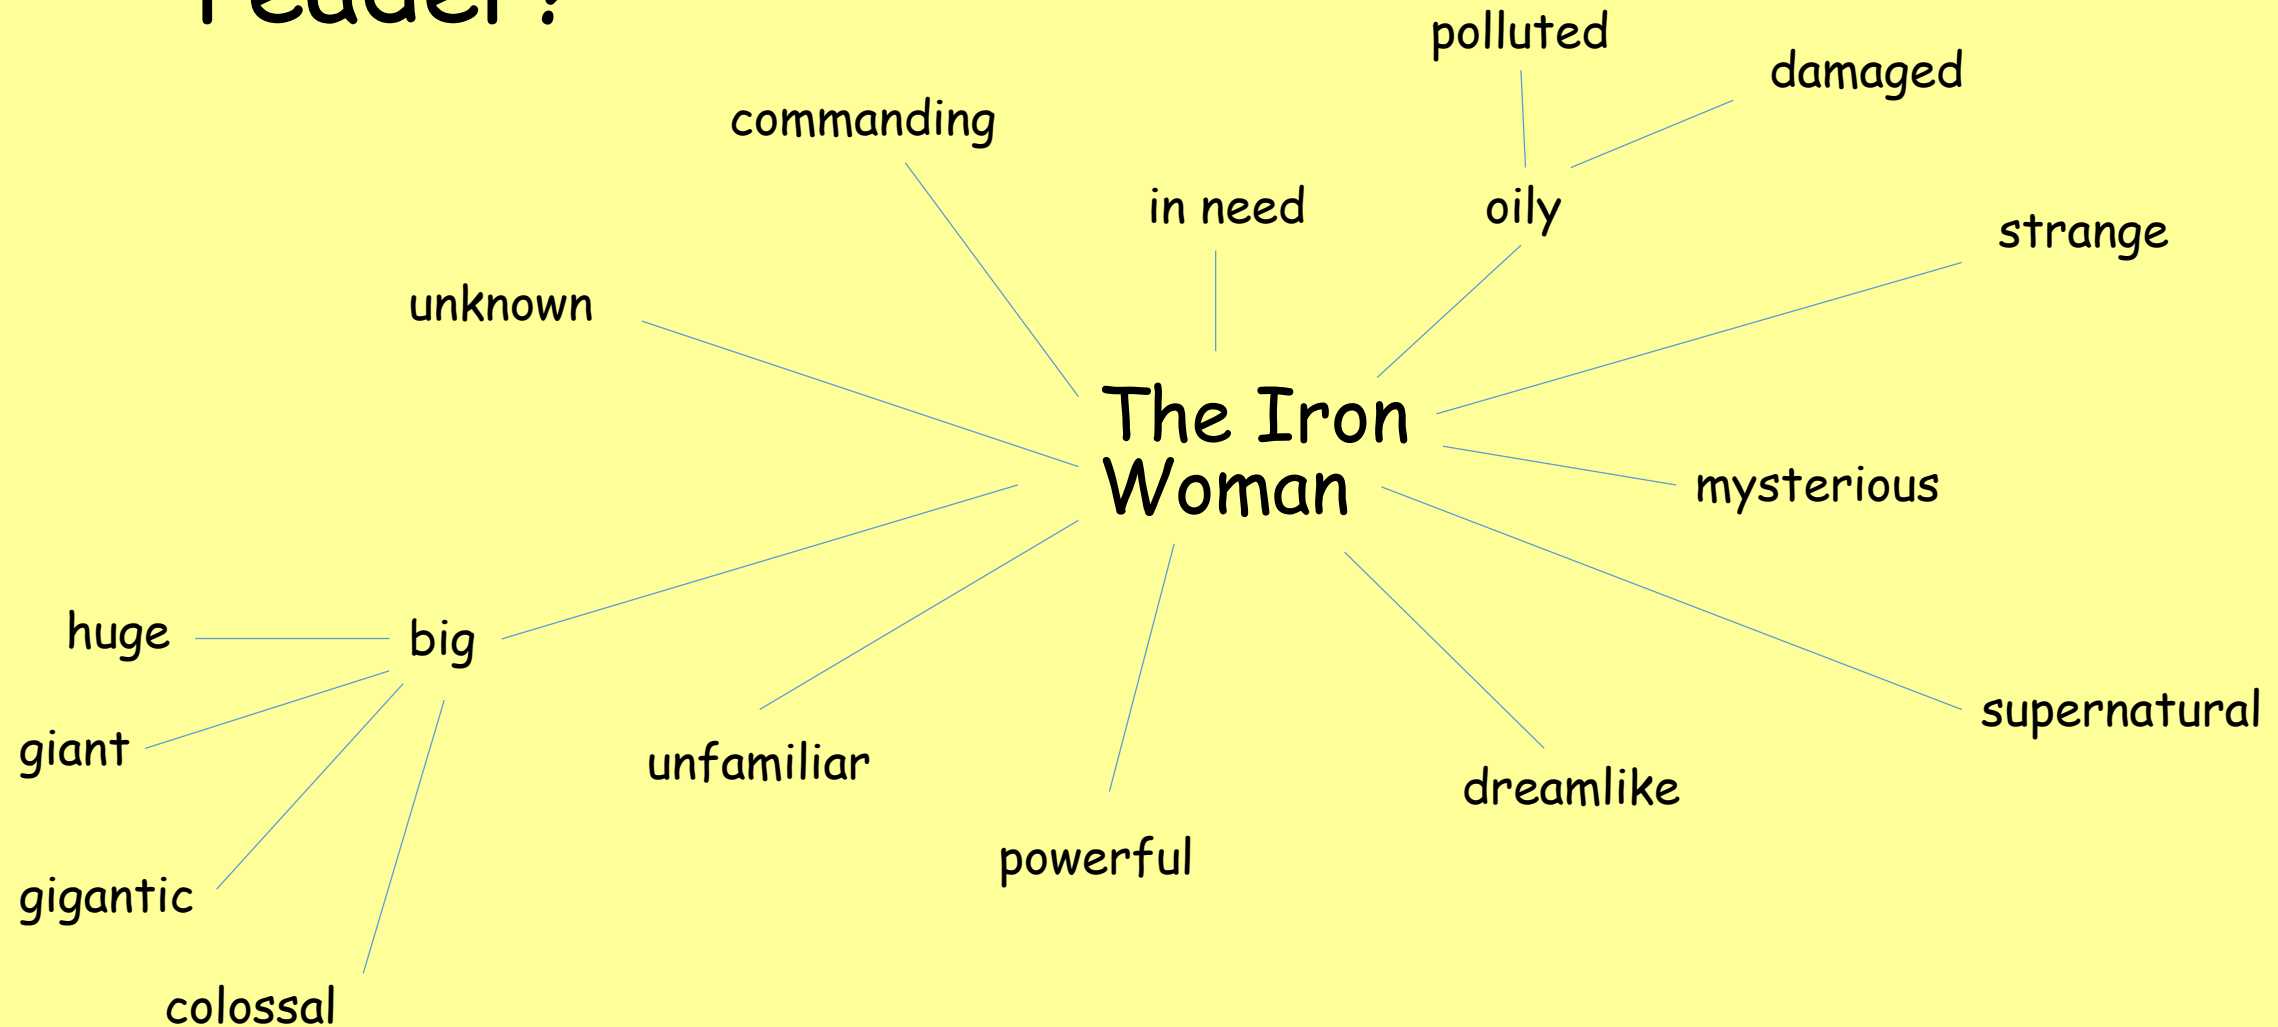 reader?
polluted
damaged
commanding
in need
oily
strange
unknown
The Iron
Woman
mysterious
huge
big
supernatural
giant
unfamiliar
dreamlike
powerful
gigantic
colossal